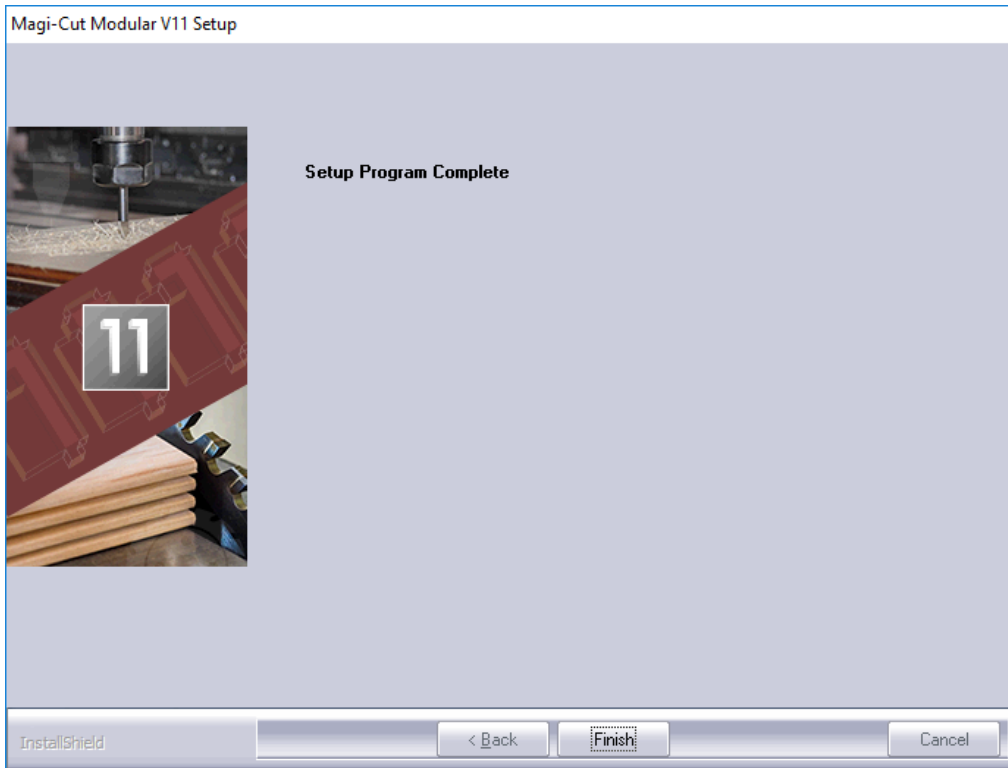 Magi-Cut Modular V11 Setup
Setup Program Complete
11
InstallShield
< Back
Finish
Cancel